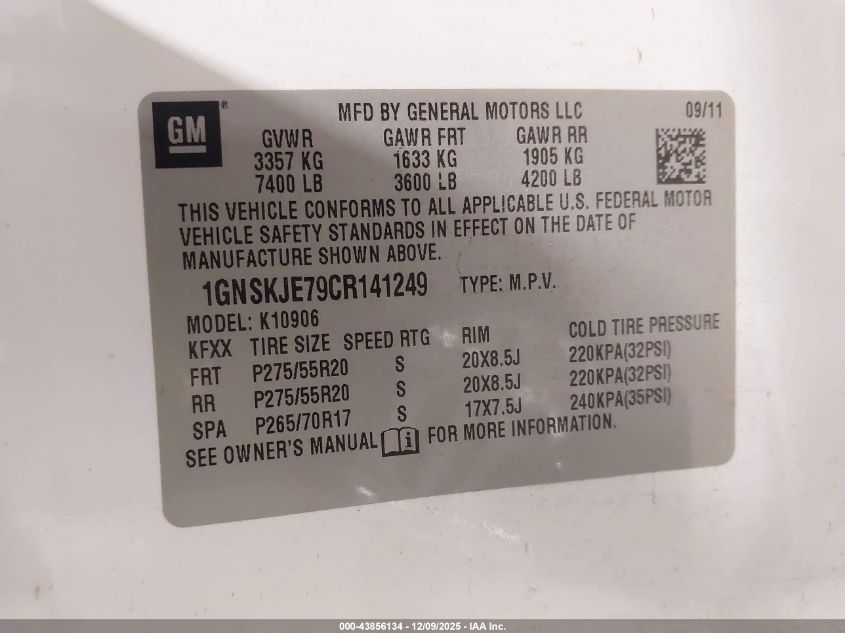 GM ® MFD BY GENERAL MOTORS LLC 09/11
GVWR GAWR FRT GAWR RR
3357 KG 1633 KG 1905 KG
7400 LB 3600 LB 4200 LB
THIS VEHICLE CONFORMS TO ALL APPLICABLE U.S. FEDERAL MOTOR
VEHICLE SAFETY STANDARDS IN EFFECT ON THE DATE OF
MANUFACTURE SHOWN ABOVE.
1GNSKJE79CR141249 TYPE: M.P.V.
MODEL: K10906
KFXX TIRE SIZE SPEED RTG RIM COLD TIRE PRESSURE
FRT P275/55R20 S 20X8.5J 220KPA(32PSI)
RR P275/55R20 S 20X8.5J 220KPA(32PSI)
SPA P265/70R17 S 17X7.5J 240KPA(35PSI)
SEE OWNER'S MANUAL i FOR MORE INFORMATION.
000-43856134 - 12/09/2025 - IAA Inc.